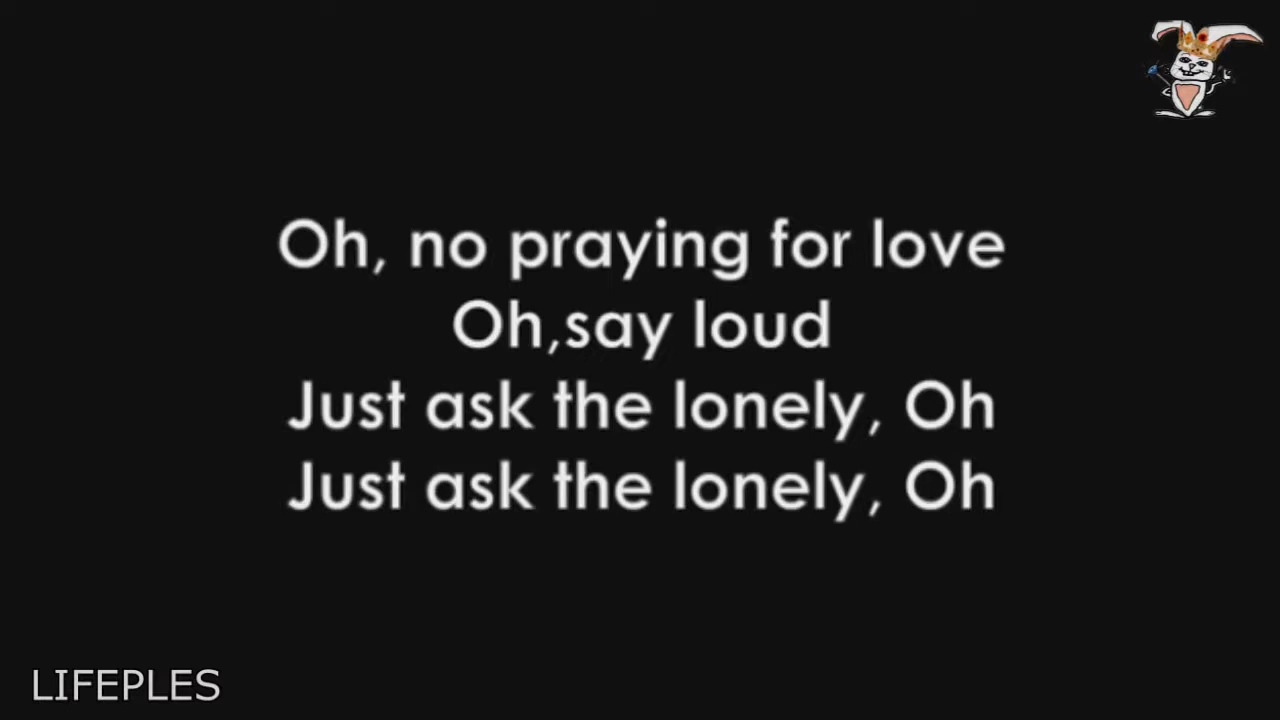 Oh, no praying for love
Oh,say loud
Just ask the lonely, Oh
Just ask the lonely, Oh
LIFEPLES